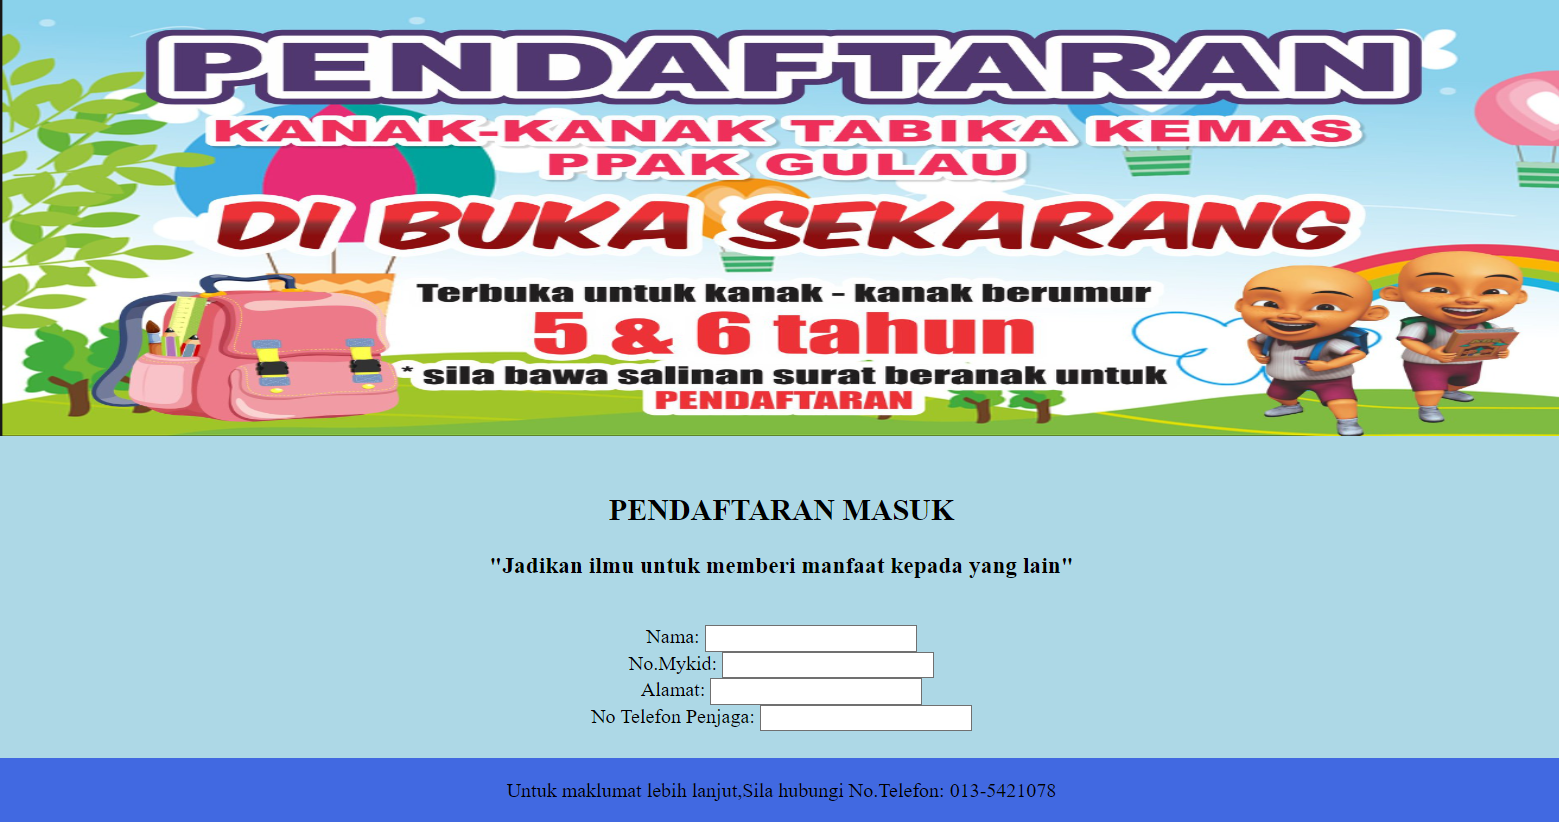 PENDAFTARAN
KANAK-KANAK TABIKA KEMAS
PPAK GULAU
DI BUKA SEKARANG
Terbuka untuk kanak - kanak berumur
5 & 6 tahun
* sila bawa salinan surat beranak untuk
PENDAFTARAN
PENDAFTARAN MASUK
"Jadikan ilmu untuk memberi manfaat kepada yang lain"
Nama:
No.Mykid:
Alamat:
No Telefon Penjaga:
Untuk maklumat lebih lanjut,Sila hubungi No.Telefon: 013-5421078